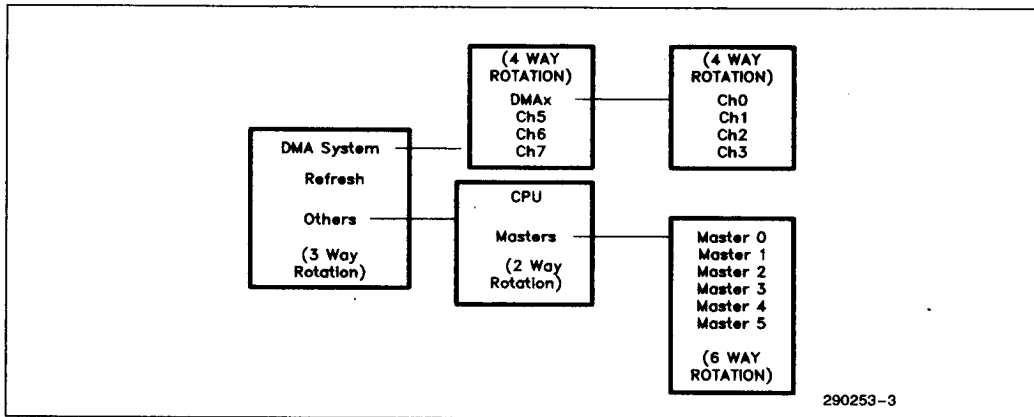 (4 WAY
ROTATION)
DMAx
Ch5
Ch6
Ch7
(4 WAY
ROTATION)
Ch0
Ch1
Ch2
Ch3
DMA System
Refresh
Others
(3 Way
Rotation)
CPU
Masters
(2 Way
Rotation)
Master 0
Master 1
Master 2
Master 3
Master 4
Master 5
(6 WAY
ROTATION)
290253-3